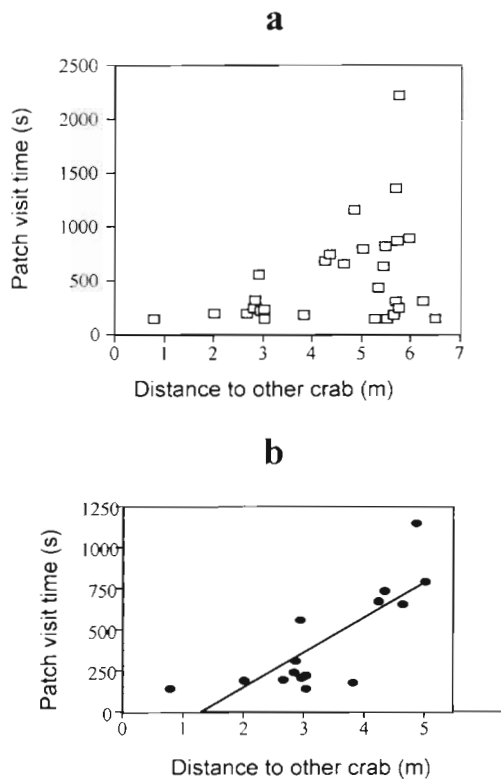 a
Patch visit time (s)
2500
2000
1500
1000
500
0
0 1 2 3 4 5 6 7
Distance to other crab (m)
b
Patch visit time (s)
1250
1000
750
500
250
0
0 1 2 3 4 5
Distance to other crab (m)